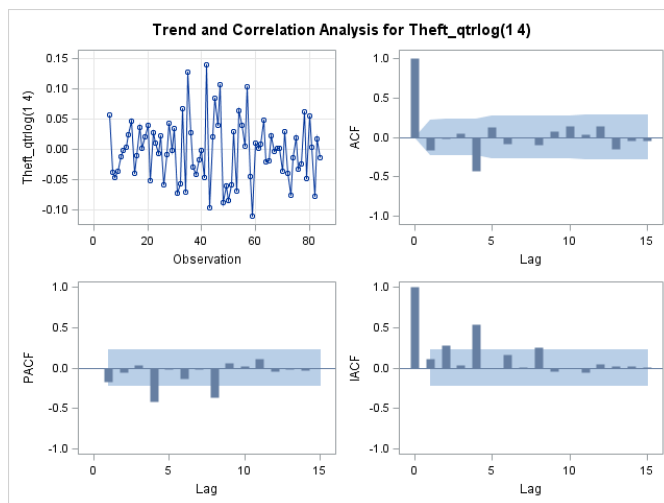 Trend and Correlation Analysis for Theft_qtrlog(1 4)
Theft_qtrlog(1 4)
0.15
0.10
0.05
0.00
-0.05
-0.10
0 20 40 60 80
Observation
ACF
1.0
0.5
0.0
-0.5
-1.0
0 5 10 15
Lag
PACF
1.0
0.5
0.0
-0.5
-1.0
0 5 10 15
Lag
IACF
1.0
0.5
0.0
-0.5
-1.0
0 5 10 15
Lag